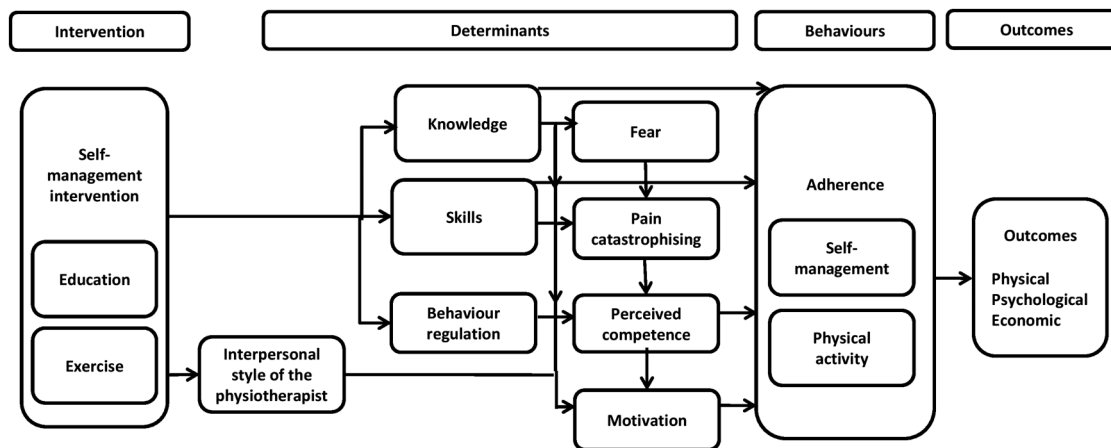 Intervention
Determinants
Behaviours
Outcomes
Self-
management
intervention
Education
Exercise
Interpersonal
style of the
physiotherapist
Knowledge
Skills
Behaviour
regulation
Fear
Pain
catastrophising
Perceived
competence
Motivation
Adherence
Self-
management
Physical
activity
Outcomes
Physical
Psychological
Economic